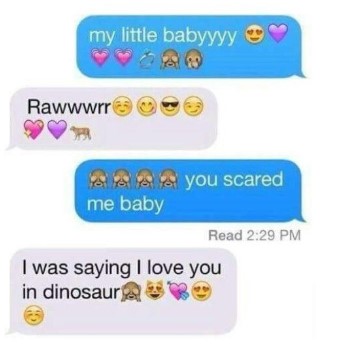 my little babyyyy 😍💜
💗💗💍🙈🙊
Rawwwrr☺️😋😎😏
💖💜🐅
🙈🙈🙈🙈 you scared
me baby
Read 2:29 PM
I was saying I love you
in dinosaur🙈😻💘😍
☺️